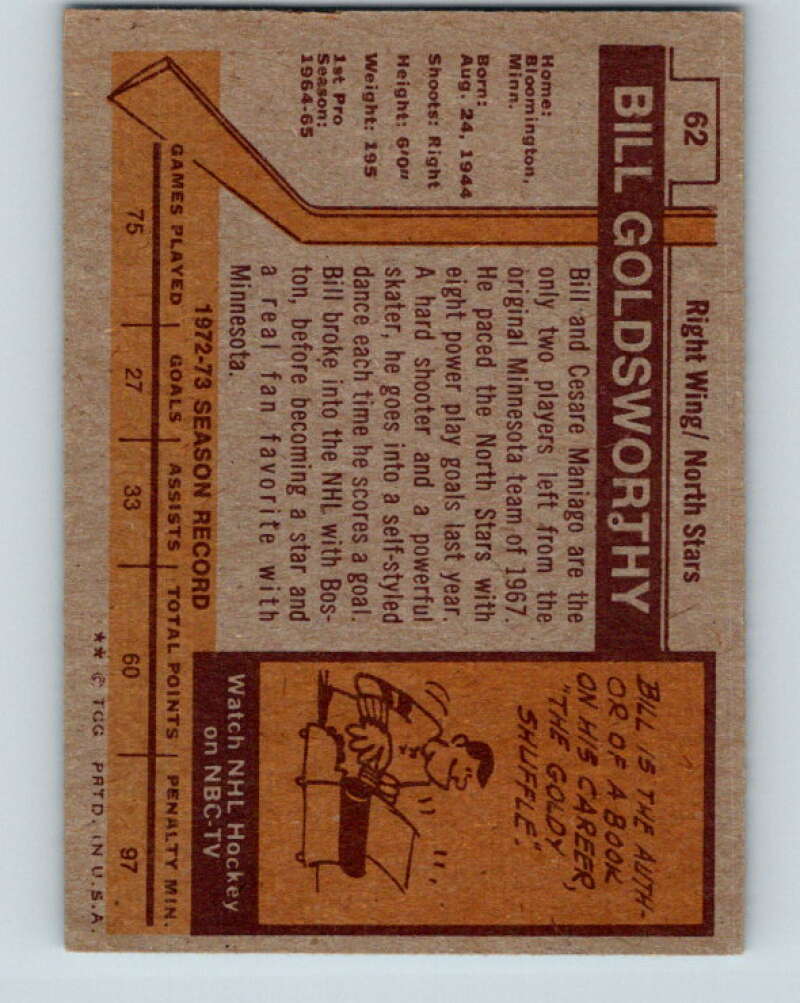 62
Right Wing/ North Stars
BILL GOLDSWORTHY
Home:
Bloomington,
Minn.
Born:
Aug. 24, 1944
Shoots: Right
Height: 6'0"
Weight: 195
1st Pro
Season:
1964-65
Bill and Cesare Maniago are the
only two players left from the
original Minnesota team of 1967.
He paced the North Stars with
eight power play goals last year.
A hard shooter and a powerful
skater, he goes into a self-styled
dance each time he scores a goal.
Bill broke into the NHL with Bos-
ton, before becoming a star and
a real fan favorite with
Minnesota.
BILL IS THE AUTH-
OR OF A BOOK
ON HIS CAREER,
"THE GOLDY
SHUFFLE."
Watch NHL Hockey
on NBC-TV
1972-73 SEASON RECORD
GAMES PLAYED | GOALS | ASSISTS | TOTAL POINTS | PENALTY MIN.
75 27 33 60 97
** © TCG PRTD. IN U.S.A.